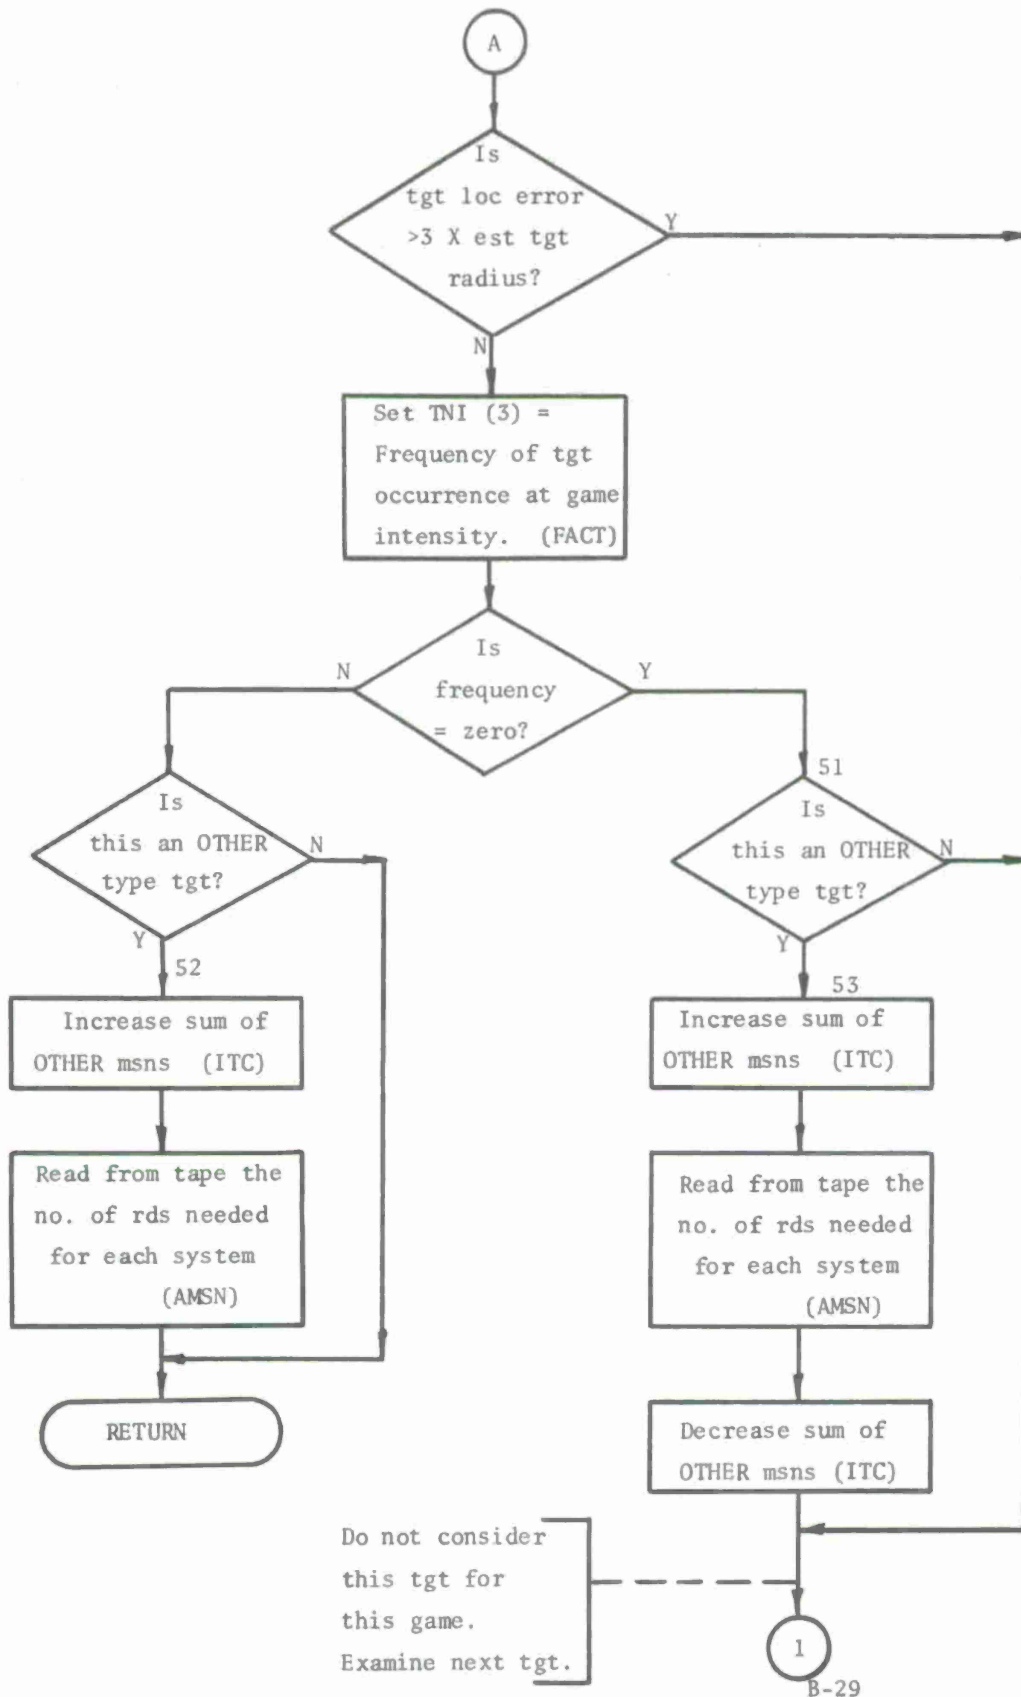 A
Is
tgt loc error
>3 X est tgt
radius?
Y
N
Set TNI (3) =
Frequency of tgt
occurrence at game
intensity. (FACT)
Is
frequency
= zero?
N
Y
Is
this an OTHER
type tgt?
N
Y
52
Increase sum of
OTHER msns (ITC)
Read from tape the
no. of rds needed
for each system
(AMSN)
RETURN
51
Is
this an OTHER
type tgt?
N
Y
53
Increase sum of
OTHER msns (ITC)
Read from tape the
no. of rds needed
for each system
(AMSN)
Decrease sum of
OTHER msns (ITC)
Do not consider
this tgt for
this game.
Examine next tgt.
1
B-29